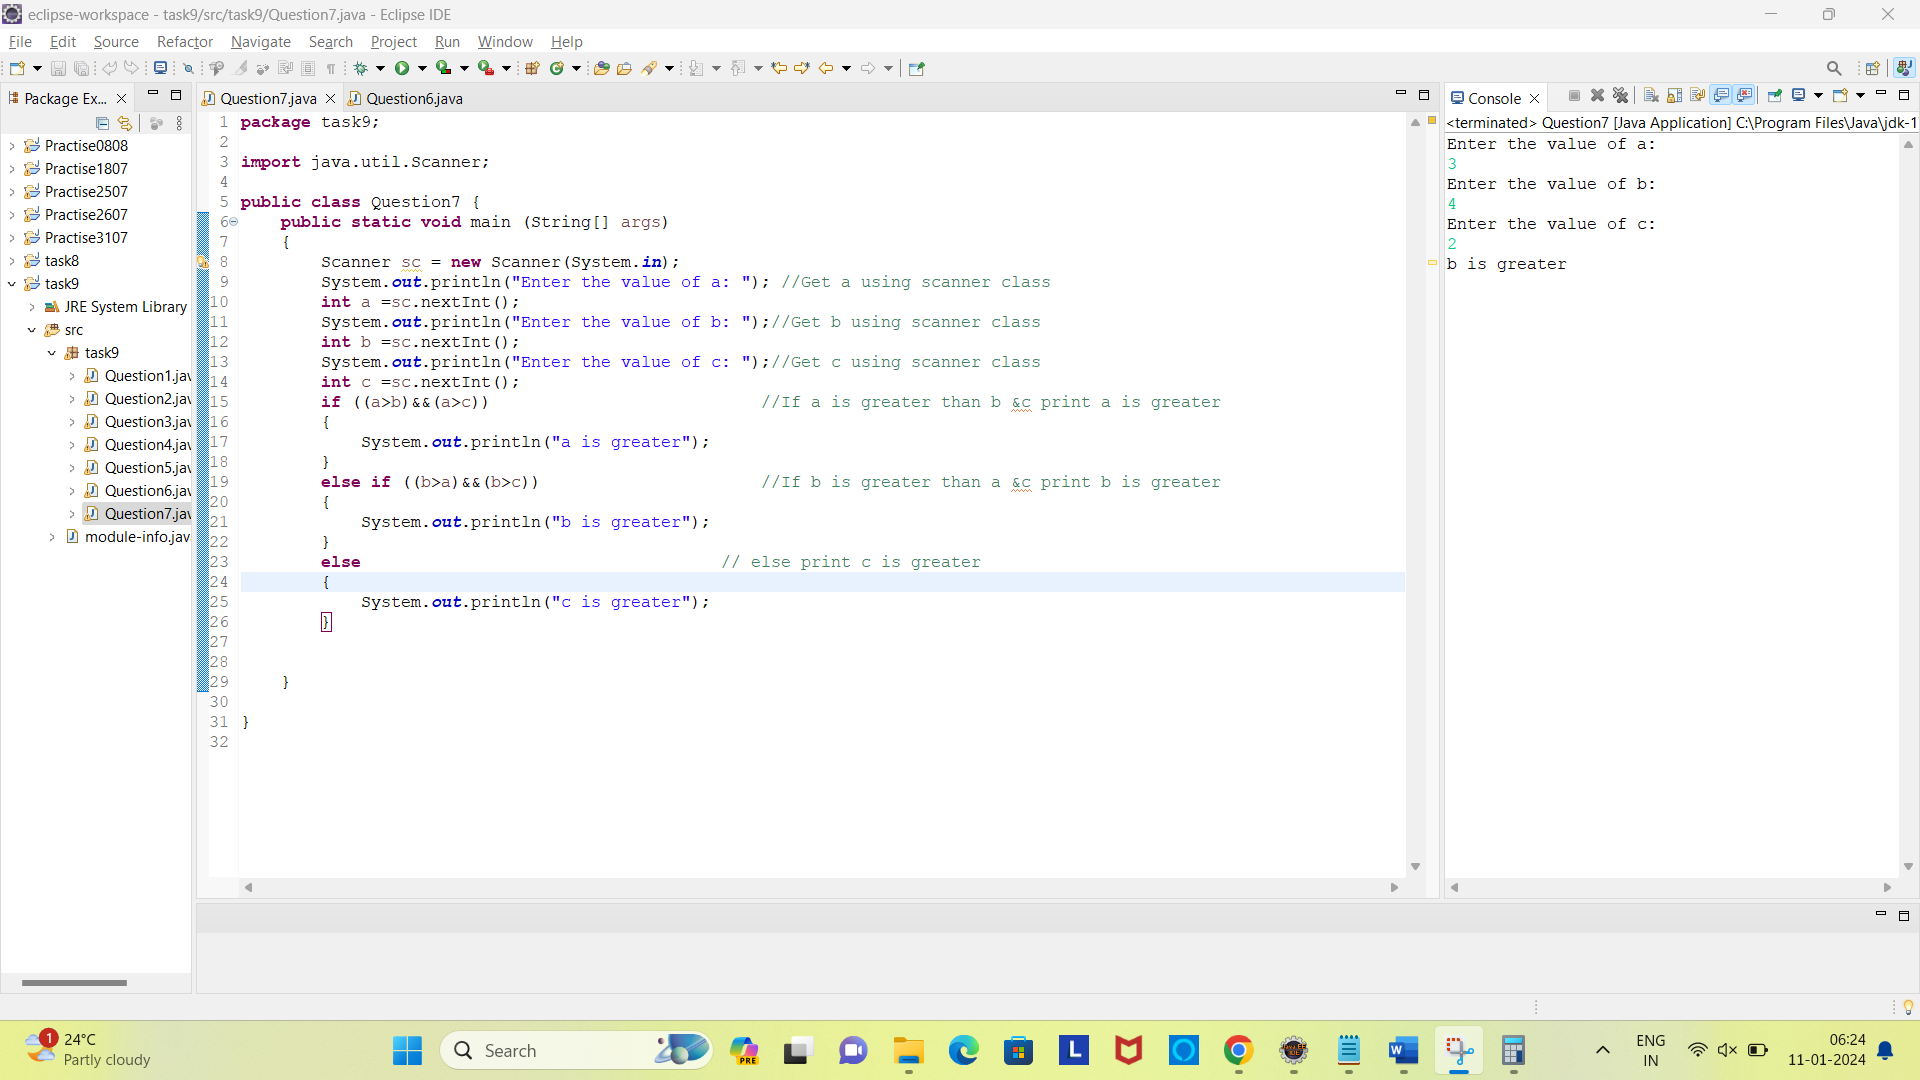 eclipse-workspace - task9/src/task9/Question7.java - Eclipse IDE
File Edit Source Refactor Navigate Search Project Run Window Help
Package Ex...
Practise0808
Practise1807
Practise2507
Practise2607
Practise3107
task8
task9
JRE System Library
src
task9
Question1.jav
Question2.jav
Question3.jav
Question4.jav
Question5.jav
Question6.jav
Question7.jav
module-info.jav
Question7.java Question6.java
1 package task9;
2
3 import java.util.Scanner;
4
5 public class Question7 {
6 public static void main (String[] args)
7 {
8 Scanner sc = new Scanner(System.in);
9 System.out.println("Enter the value of a: "); //Get a using scanner class
10 int a =sc.nextInt();
11 System.out.println("Enter the value of b: ");//Get b using scanner class
12 int b =sc.nextInt();
13 System.out.println("Enter the value of c: ");//Get c using scanner class
14 int c =sc.nextInt();
15 if ((a>b)&&(a>c)) //If a is greater than b &c print a is greater
16 {
17 System.out.println("a is greater");
18 }
19 else if ((b>a)&&(b>c)) //If b is greater than a &c print b is greater
20 {
21 System.out.println("b is greater");
22 }
23 else // else print c is greater
24 {
25 System.out.println("c is greater");
26 }
27
28
29 }
30
31 }
32
Console
<terminated> Question7 [Java Application] C:\Program Files\Java\jdk-1
Enter the value of a:
3
Enter the value of b:
4
Enter the value of c:
2
b is greater
1
24°C
Partly cloudy
Search
PRE
L
W
ENG
IN
06:24
11-01-2024